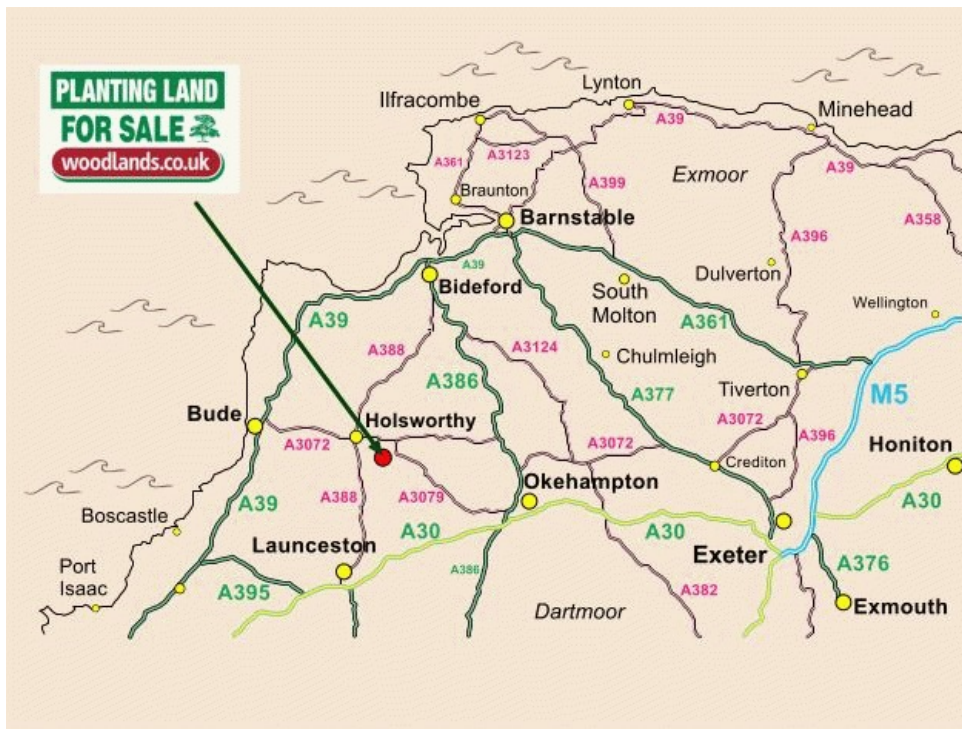 PLANTING LAND
FOR SALE
woodlands.co.uk
Ilfracombe
Lynton
Minehead
A39
A361
A3123
A399
Exmoor
A39
Braunton
A358
Barnstable
A396
A39
Bideford
South
Molton
Dulverton
Wellington
A39
A361
A388
A3124
Chulmleigh
A386
A377
Tiverton
M5
Bude
Holsworthy
A3072
A3072
A3072
A396
Honiton
Crediton
A39
A388
A3079
Okehampton
A30
Boscastle
A30
A30
Launceston
Exeter
Port
Isaac
A395
A386
A382
A376
Dartmoor
Exmouth